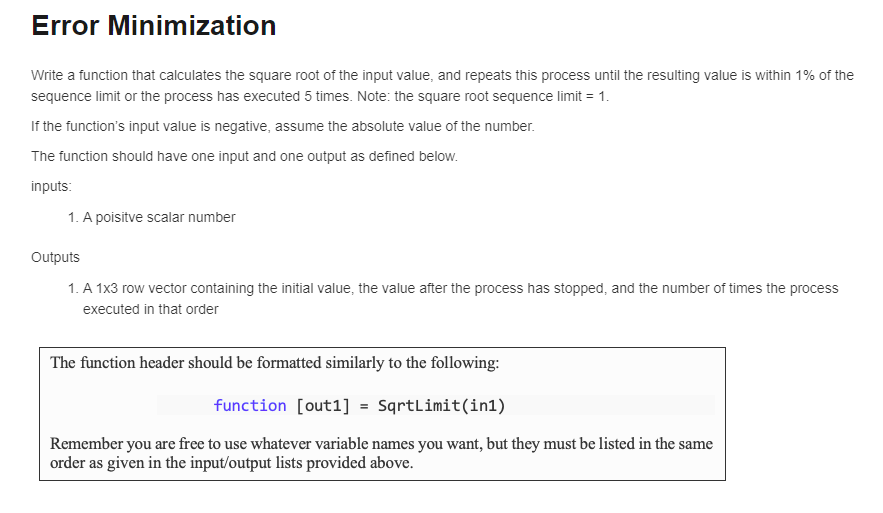 Error Minimization
Write a function that calculates the square root of the input value, and repeats this process until the resulting value is within 1% of the
sequence limit or the process has executed 5 times. Note: the square root sequence limit = 1.
If the function's input value is negative, assume the absolute value of the number.
The function should have one input and one output as defined below.
inputs:
1. A poisitve scalar number
Outputs
1. A 1x3 row vector containing the initial value, the value after the process has stopped, and the number of times the process
executed in that order
The function header should be formatted similarly to the following:
function [out1] = SqrtLimit(in1)
Remember you are free to use whatever variable names you want, but they must be listed in the same
order as given in the input/output lists provided above.